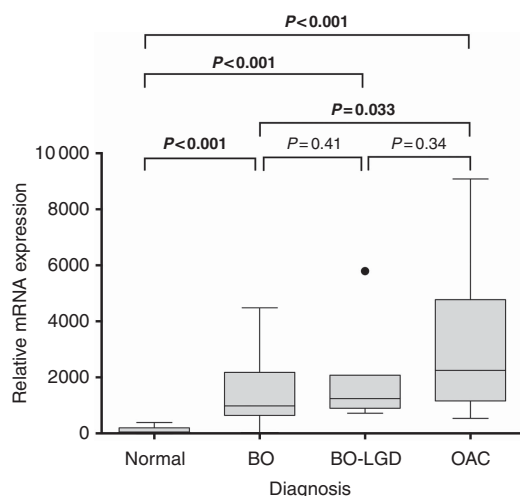 P<0.001
P<0.001
P=0.033
P<0.001 P=0.41 P=0.34
10 000
8000
6000
4000
2000
0
Relative mRNA expression
Normal BO BO-LGD OAC
Diagnosis